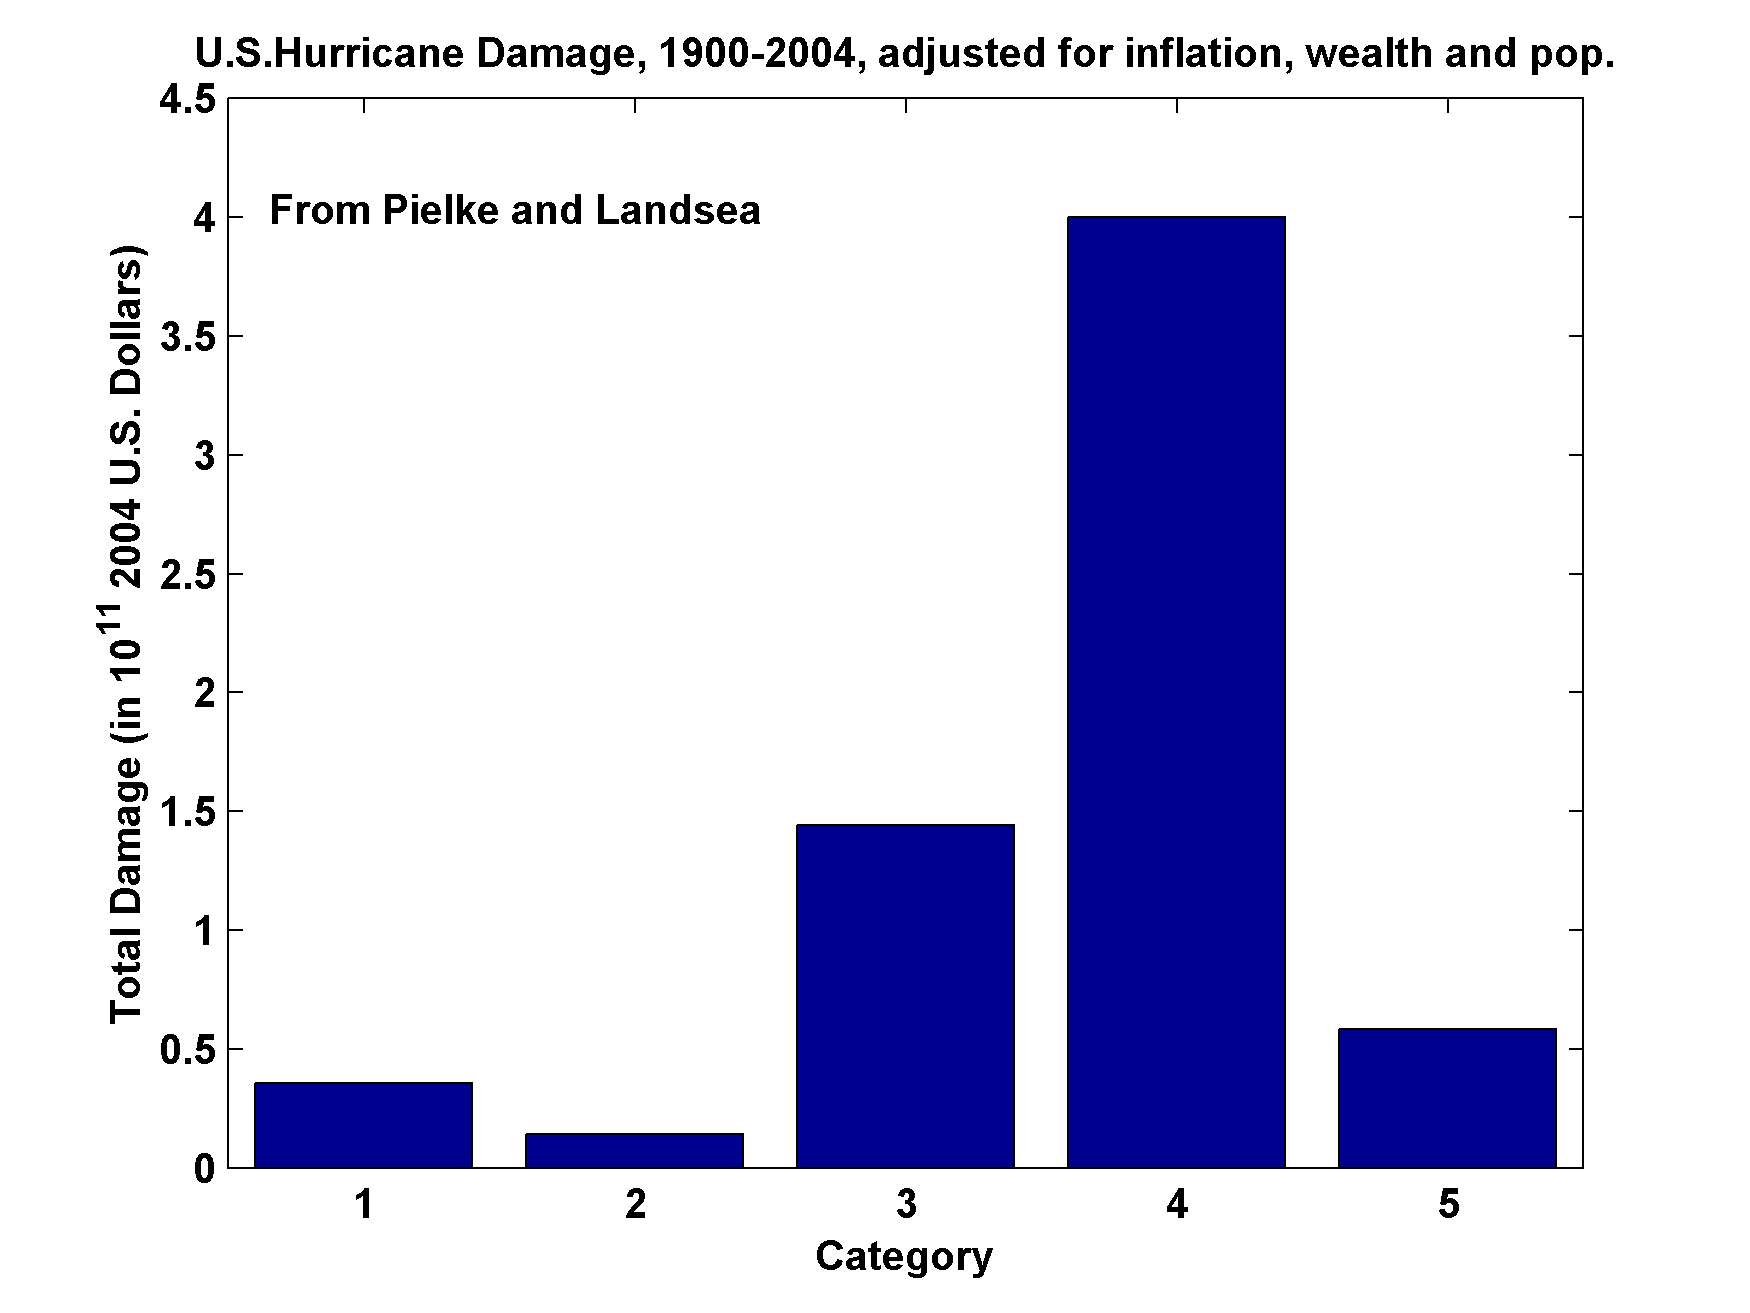 U.S.Hurricane Damage, 1900-2004, adjusted for inflation, wealth and pop.
From Pielke and Landsea
Total Damage (in 10^11 2004 U.S. Dollars)
4.5
4
3.5
3
2.5
2
1.5
1
0.5
0
1 2 3 4 5
Category